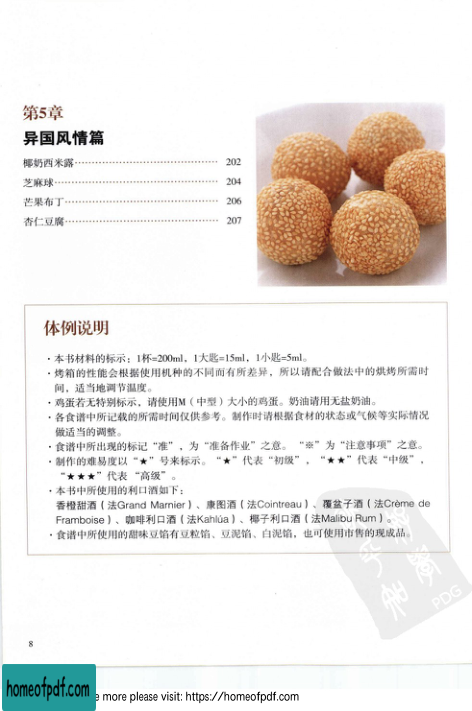 第5章
异国风情篇
椰奶西米露 202
芝麻球 204
芒果布丁 206
杏仁豆腐 207
体例说明
·本书材料的标示:1杯=200ml,1大匙=15ml,1小匙=5ml。
·烤箱的性能会根据使用机种的不同而有所差异,所以请配合做法中的烘烤所需时
间,适当地调节温度。
·鸡蛋若无特别标示,请使用M(中型)大小的鸡蛋。奶油请用无盐奶油。
·各食谱中所记载的所需时间仅供参考。制作时请根据食材的状态或气候等实际情况
做适当的调整。
·食谱中所出现的标记“准”,为“准备作业”之意。“※”为“注意事项”之意。
·制作的难易度以“★”号来标示。“★”代表“初级”,“★★”代表“中级”,
“★★★”代表“高级”。
·本书中所使用的利口酒如下:
香橙甜酒(法Grand Marnier)、康图酒(法Cointreau)、覆盆子酒(法Crème de
Framboise)、咖啡利口酒(法Kahlúa)、椰子利口酒(法Malibu Rum)。
·食谱中所使用的甜味豆馅有豆粒馅、豆泥馅、白泥馅,也可使用市售的现成品。
PDG
8
homeofpdf.com
e more please visit: https://homeofpdf.com